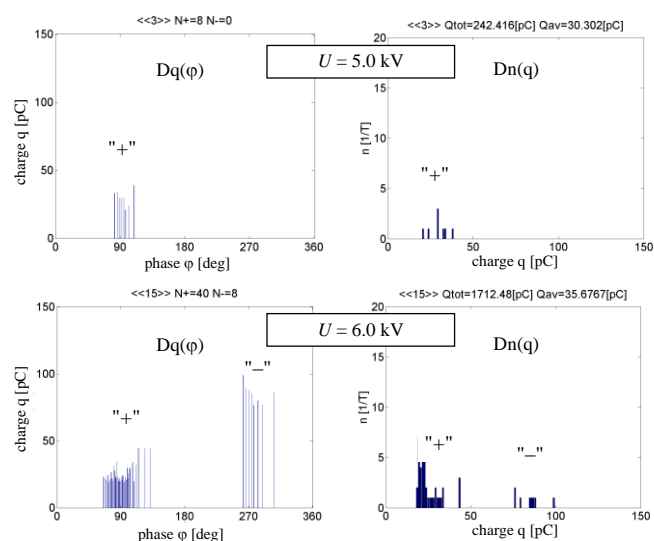 <<3>> N+=8 N-=0
<<3>> Qtot=242.416[pC] Qav=30.302[pC]
U = 5.0 kV
Dq(φ)
Dn(q)
charge q [pC]
150
100
50
0
"+"
0 90 180 270 360
phase φ [deg]
n [1/T]
20
15
10
5
0
"+"
0 50 100 150
charge q [pC]
<<15>> N+=40 N-=8
<<15>> Qtot=1712.48[pC] Qav=35.6767[pC]
U = 6.0 kV
Dq(φ)
Dn(q)
charge q [pC]
150
100
50
0
"+"
"−"
0 90 180 270 360
phase φ [deg]
n [1/T]
20
15
10
5
0
"+"
"−"
0 50 100 150
charge q [pC]